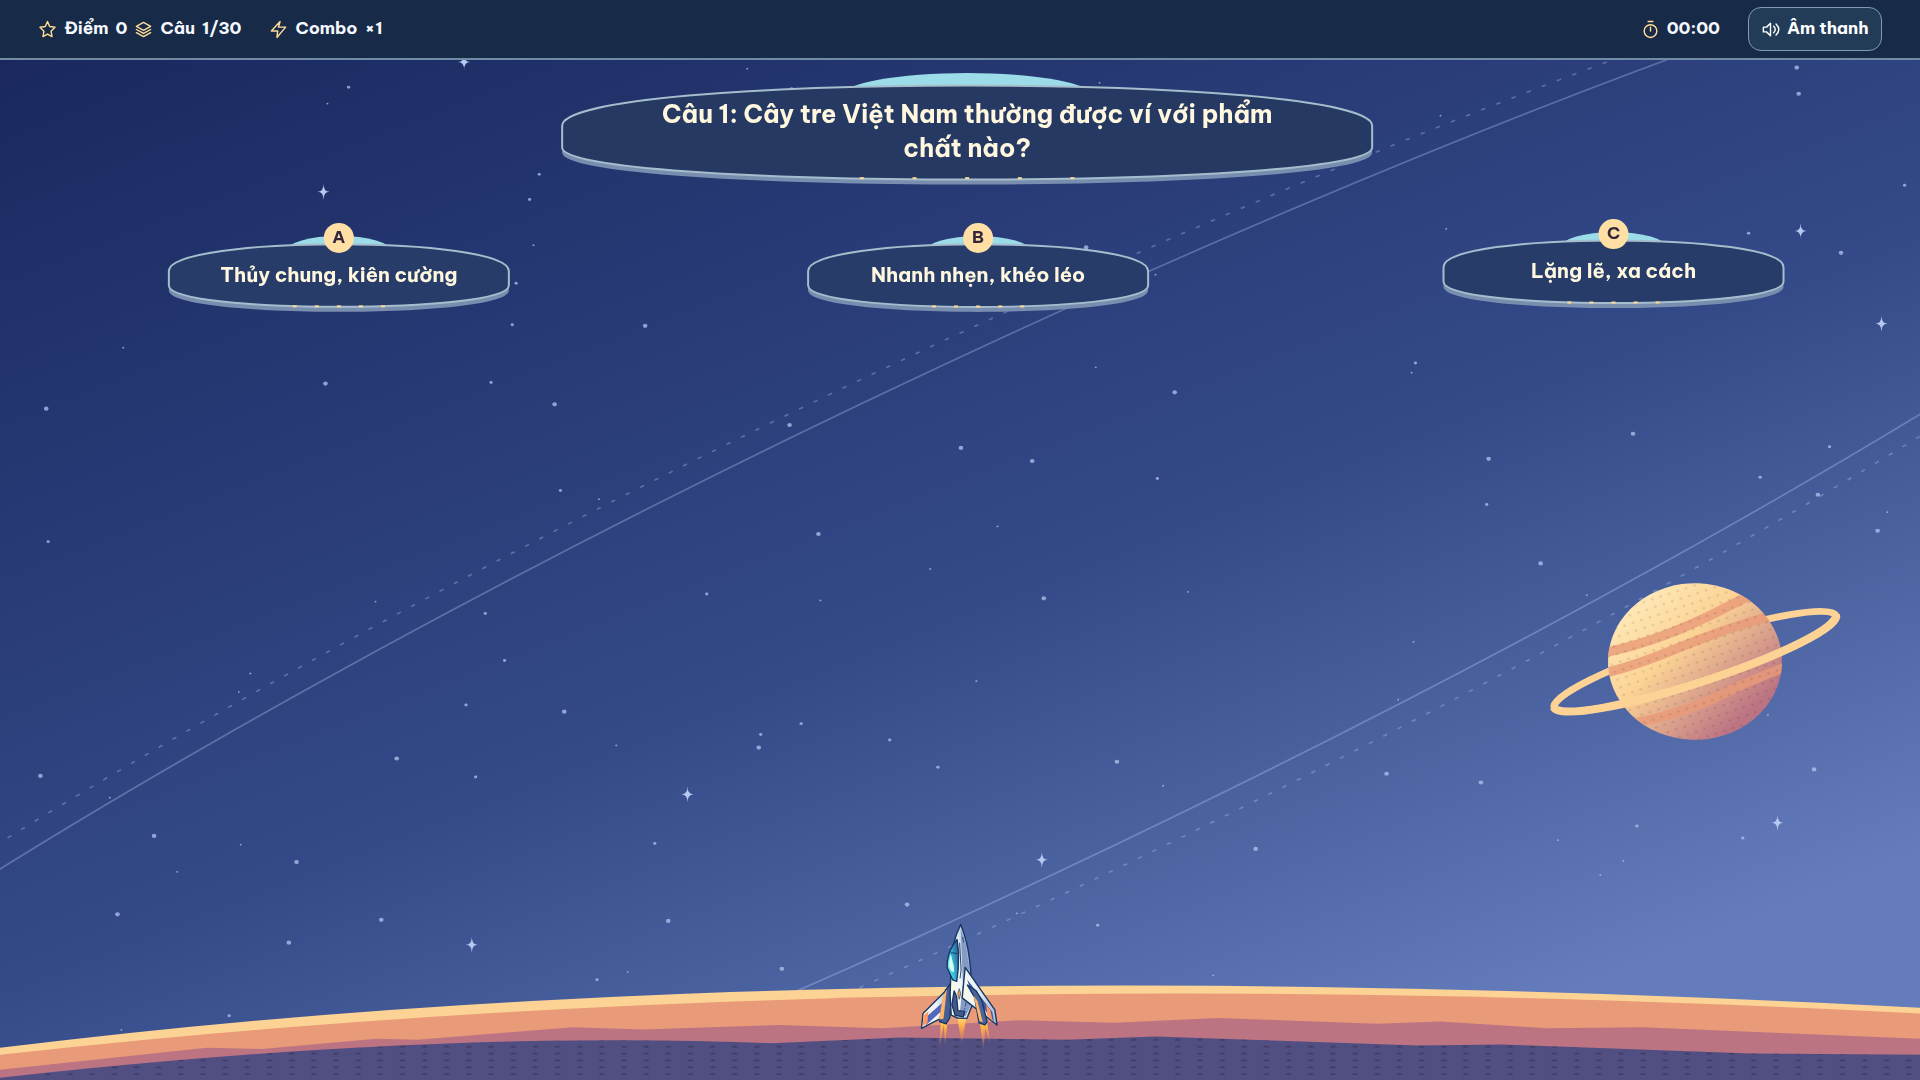 Điểm 0 Câu 1/30 Combo ×1 00:00 Âm thanh
Câu 1: Cây tre Việt Nam thường được ví với phẩm
chất nào?
A
Thủy chung, kiên cường
B
Nhanh nhẹn, khéo léo
C
Lặng lẽ, xa cách